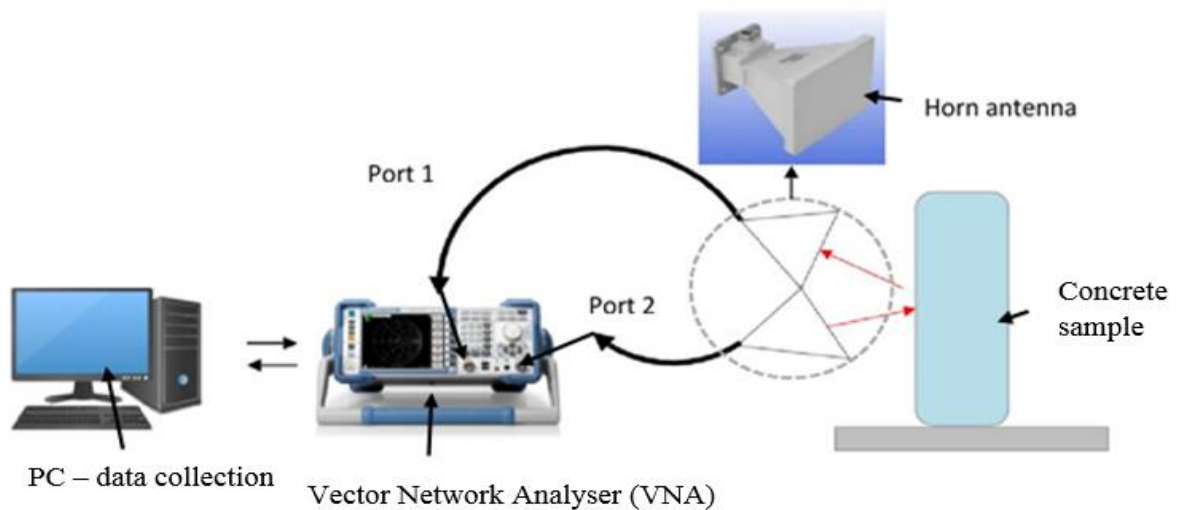 Horn antenna
Port 1
Port 2
Concrete
sample
PC – data collection
Vector Network Analyser (VNA)